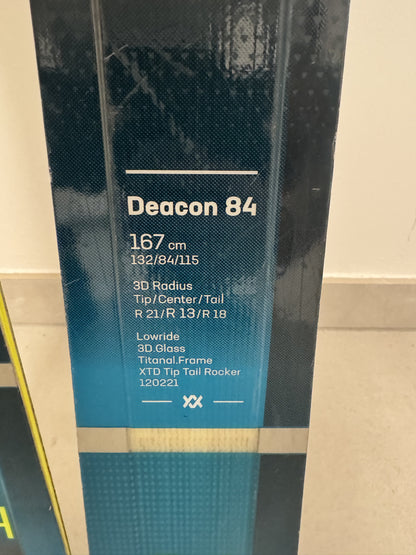 Deacon 84
167 cm
132/84/115
3D Radius
Tip/Center/Tail
R 21/R 13/R 18
Lowride
3D.Glass
Titanal.Frame
XTD Tip Tail Rocker
120221